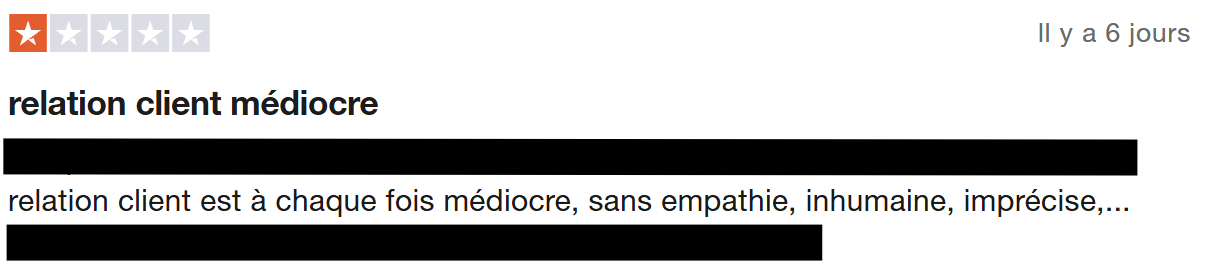 Il y a 6 jours
relation client médiocre
relation client est à chaque fois médiocre, sans empathie, inhumaine, imprécise,...